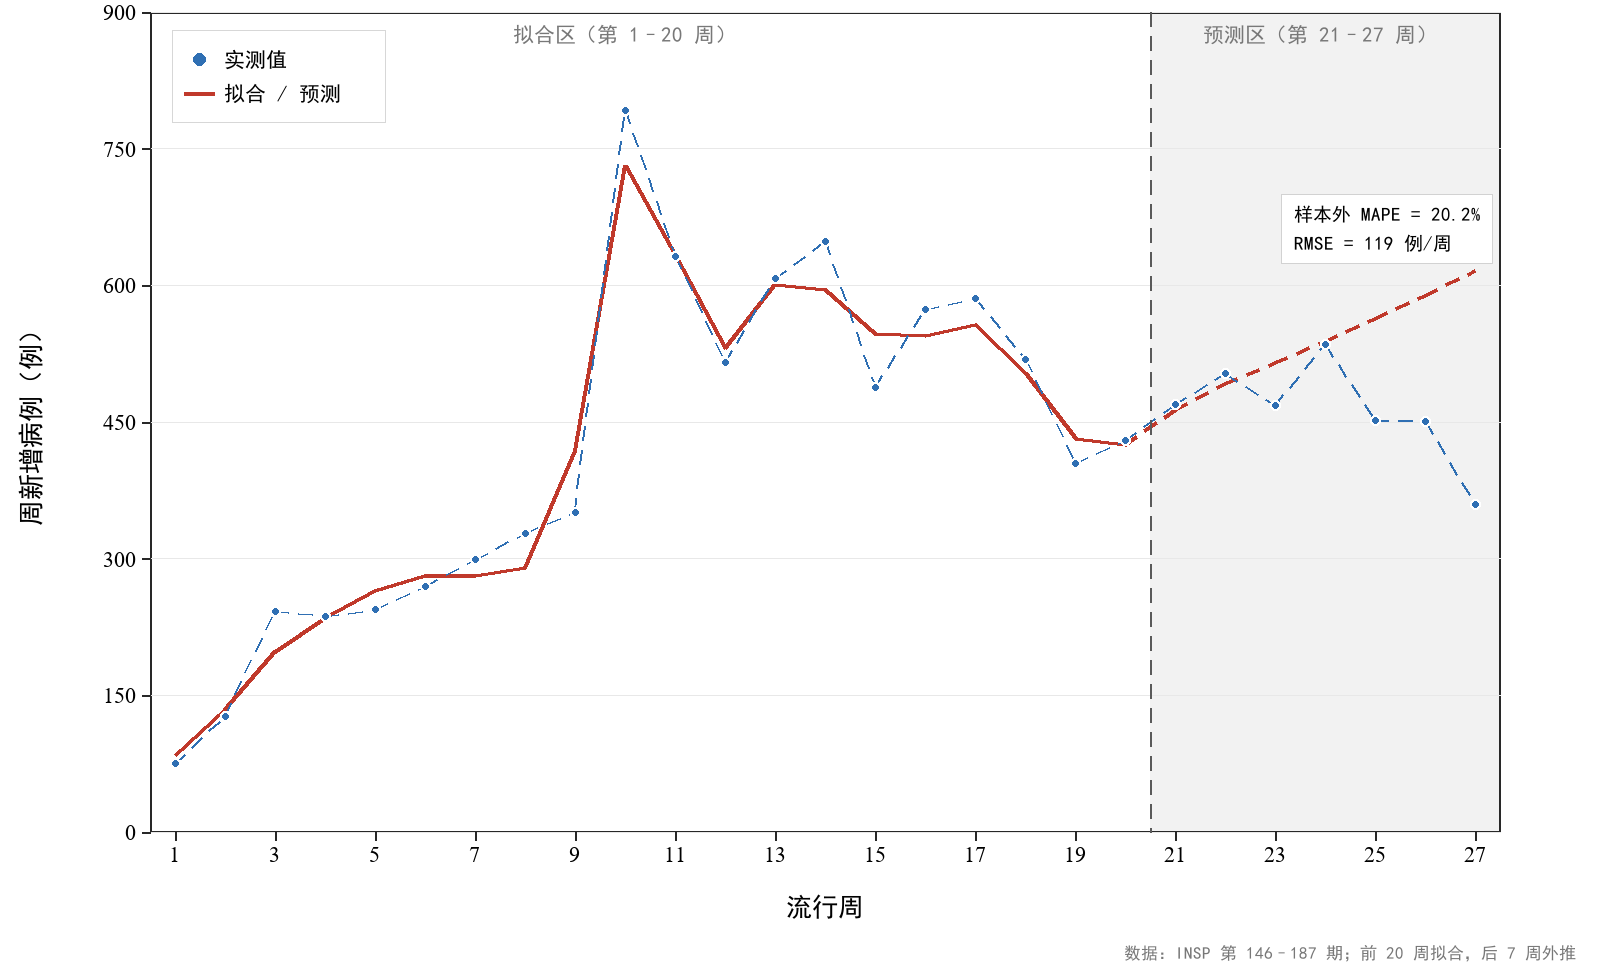 拟合区（第 1–20 周）
预测区（第 21–27 周）
实测值
拟合 / 预测
样本外 MAPE = 20.2%
RMSE = 119 例/周
900
750
600
450
300
150
0
周新增病例（例）
1 3 5 7 9 11 13 15 17 19 21 23 25 27
流行周
数据：INSP 第 146–187 期；前 20 周拟合，后 7 周外推